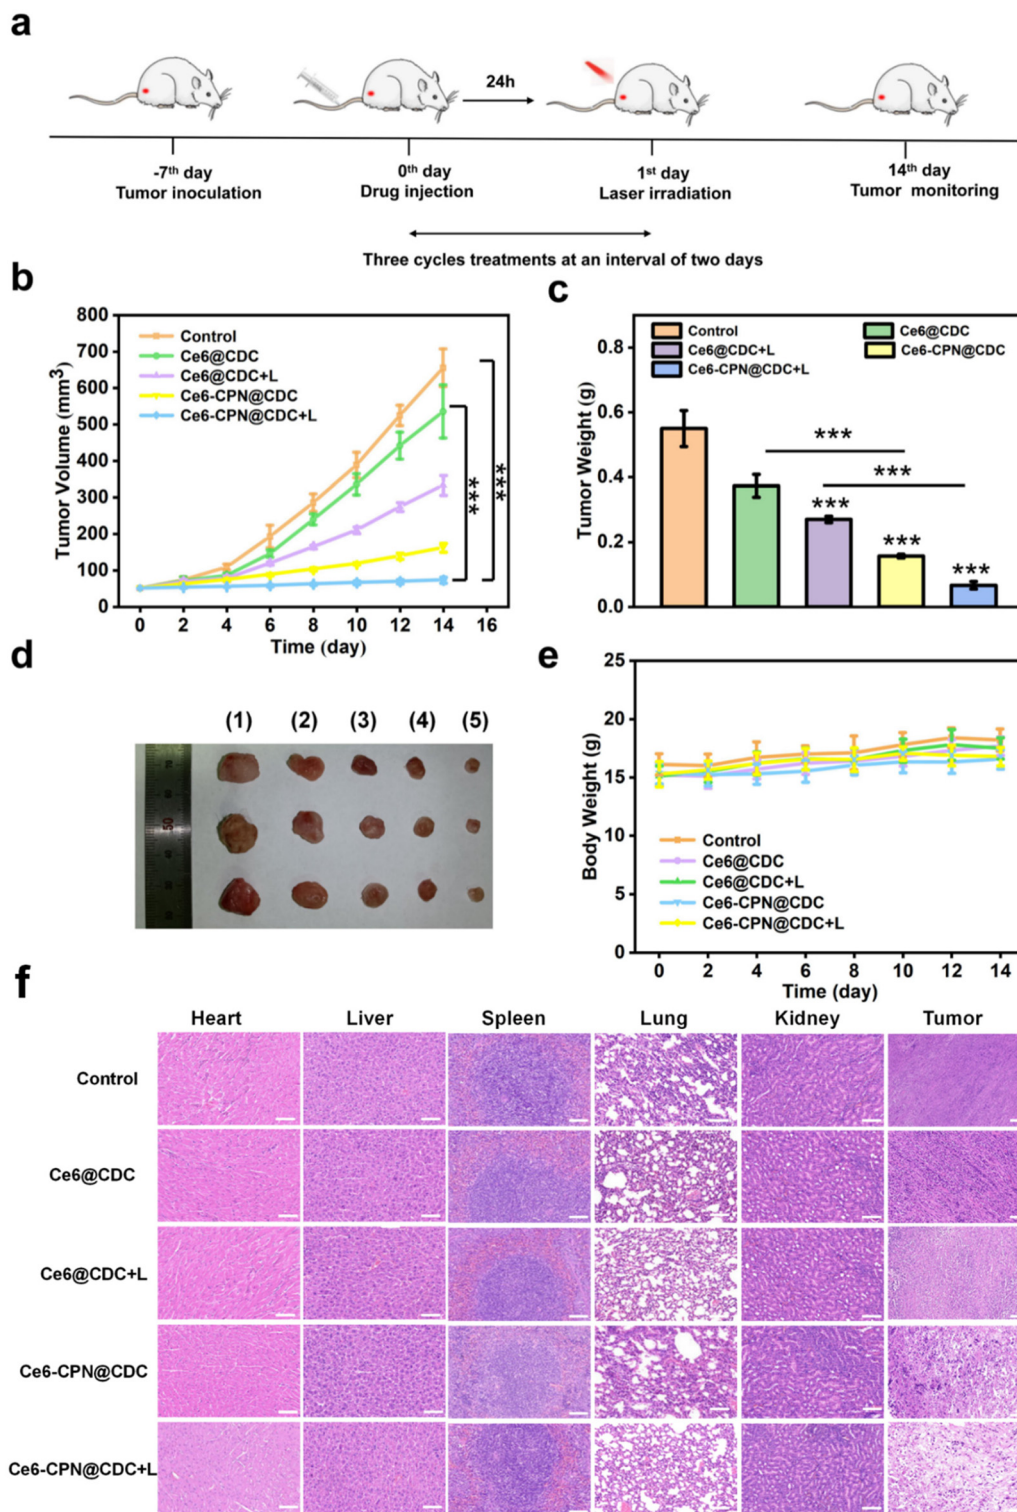 a
24h
-7th day
Tumor inoculation
0th day
Drug injection
1st day
Laser irradiation
14th day
Tumor monitoring
Three cycles treatments at an interval of two days
b
800
700
600
500
400
300
200
100
0
0 2 4 6 8 10 12 14 16
Tumor Volume (mm3)
Time (day)
Control
Ce6@CDC
Ce6@CDC+L
Ce6-CPN@CDC
Ce6-CPN@CDC+L
***
***
c
Tumor Weight (g)
0.8
0.6
0.4
0.2
0.0
Control
Ce6@CDC
Ce6@CDC+L
Ce6-CPN@CDC
Ce6-CPN@CDC+L
***
***
***
***
***
d
(1) (2) (3) (4) (5)
50
e
Body Weight (g)
25
20
15
10
5
0
Control
Ce6@CDC
Ce6@CDC+L
Ce6-CPN@CDC
Ce6-CPN@CDC+L
0 2 4 6 8 10 12 14
Time (day)
f
Heart Liver Spleen Lung Kidney Tumor
Control
Ce6@CDC
Ce6@CDC+L
Ce6-CPN@CDC
Ce6-CPN@CDC+L